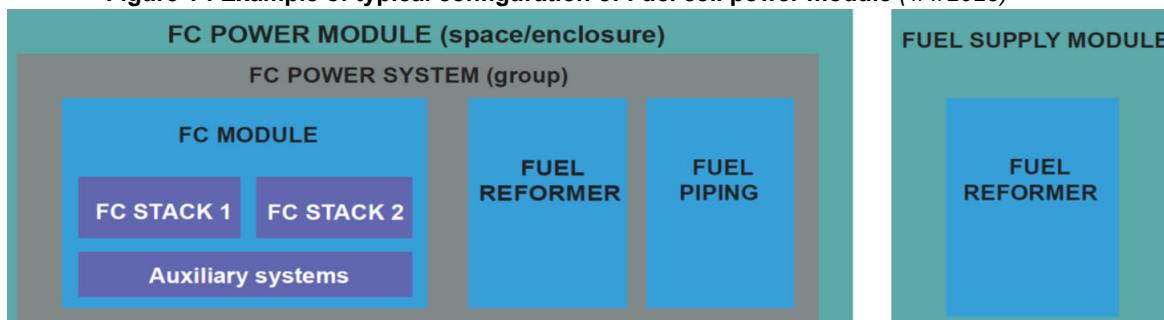 FC POWER MODULE (space/enclosure)
FUEL SUPPLY MODULE
FC POWER SYSTEM (group)
FC MODULE
FC STACK 1
FC STACK 2
Auxiliary systems
FUEL
REFORMER
FUEL
PIPING
FUEL
REFORMER